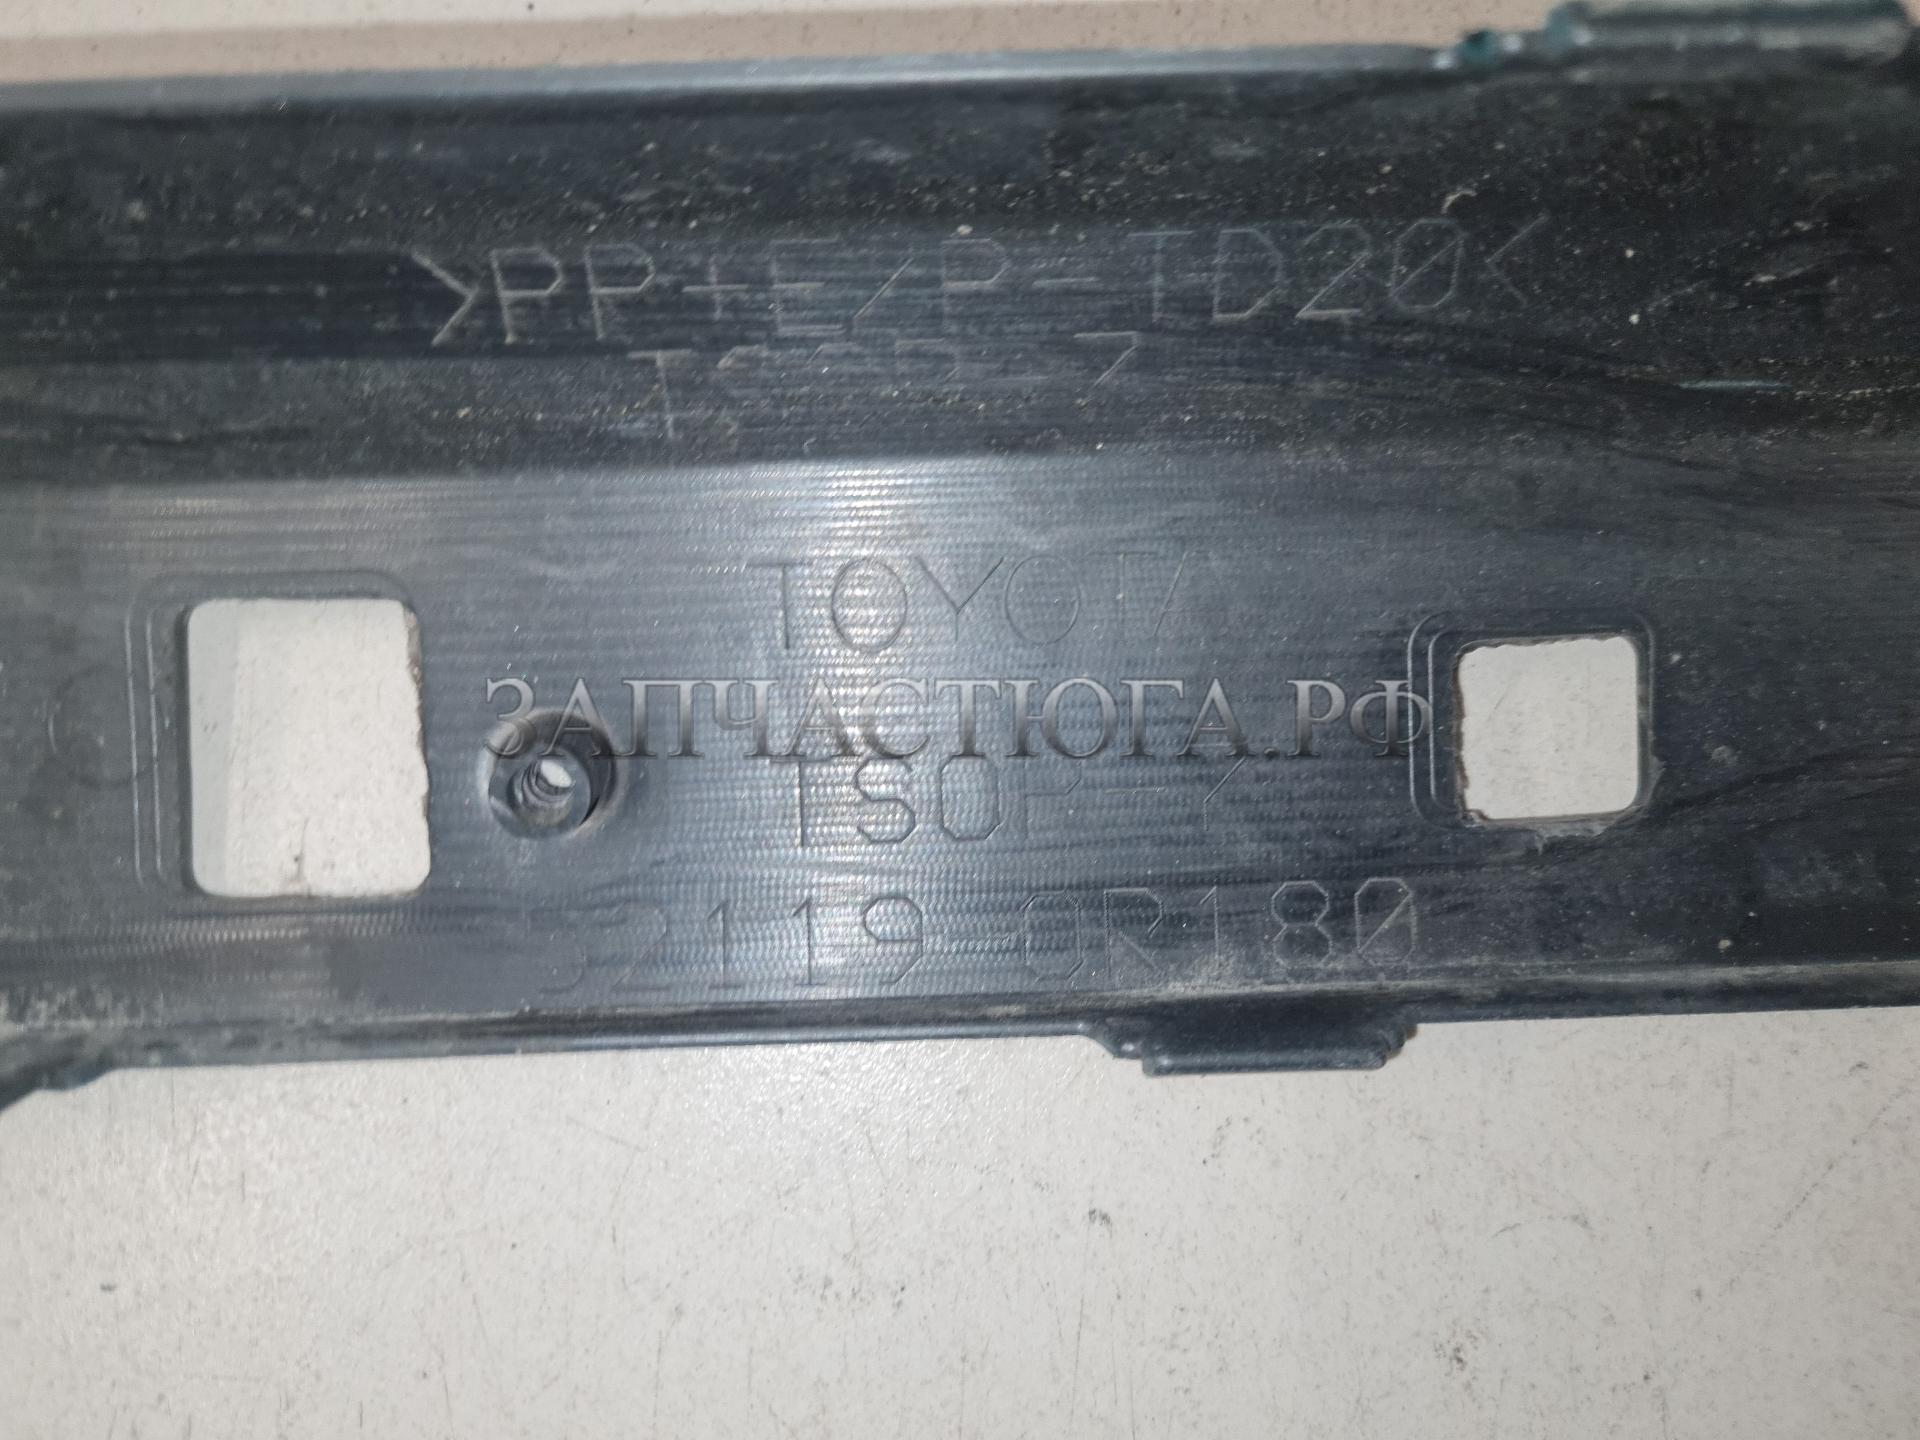 >PP+E/P-TD20<
TOYOTA
ЗАПЧАСТЮГА.РФ
TSOP-Y
52119-0R180